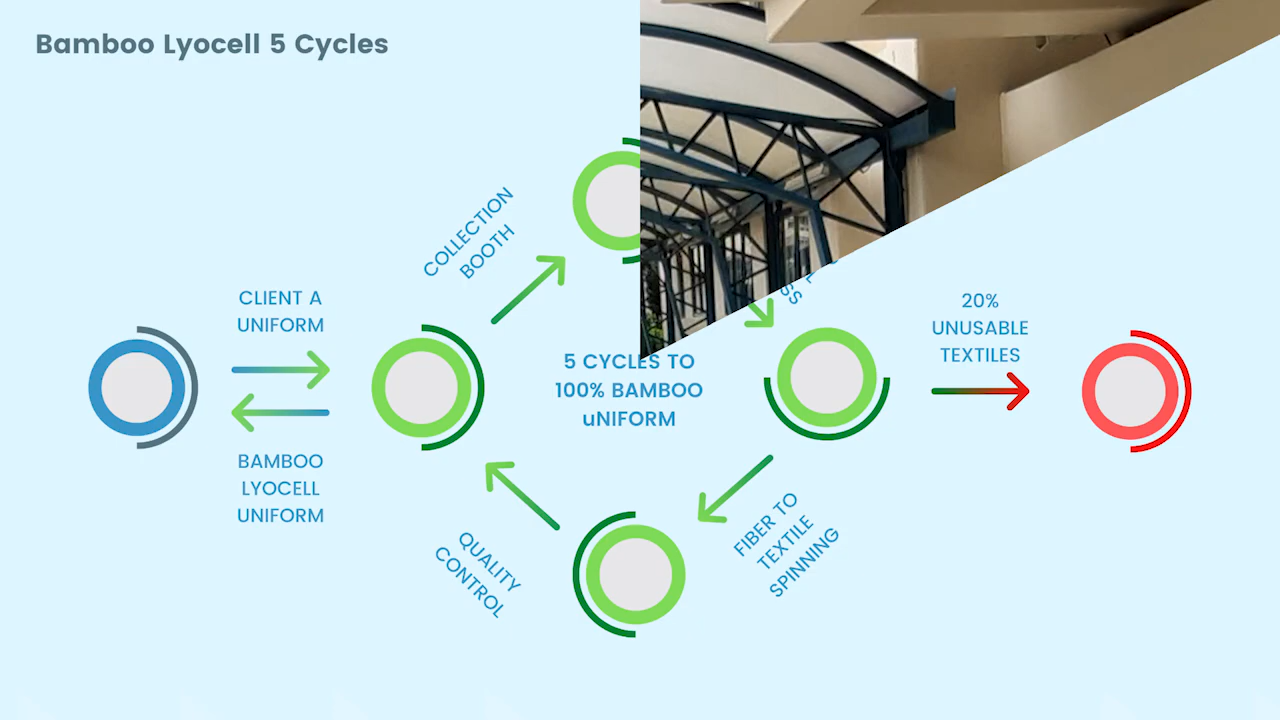 Bamboo Lyocell 5 Cycles
COLLECTION
BOOTH
CLIENT A
UNIFORM
20%
UNUSABLE
TEXTILES
5 CYCLES TO
100% BAMBOO
uNIFORM
BAMBOO
LYOCELL
UNIFORM
QUALITY
CONTROL
FIBER TO
TEXTILE
SPINNING